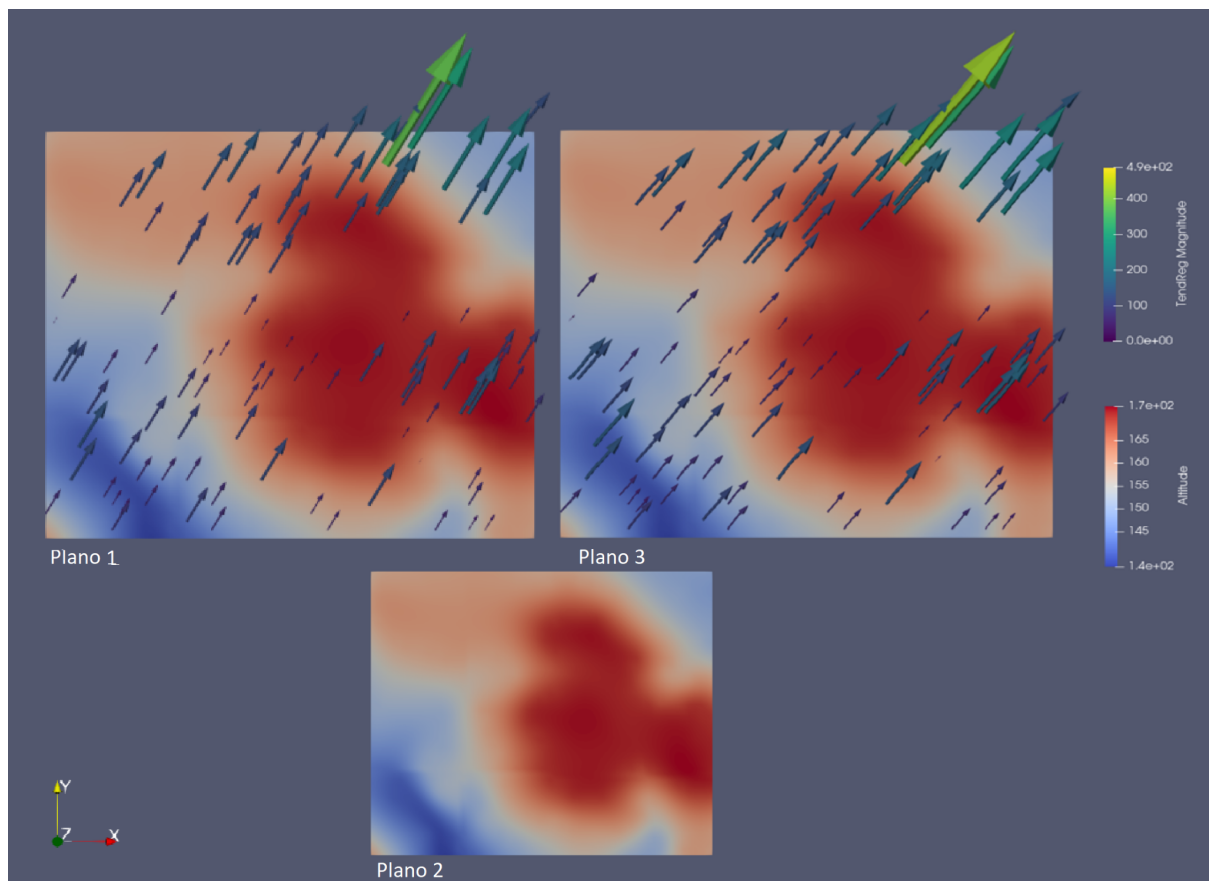 4.9e+02
400
300
200
100
0.0e+00
TendReg Magnitude
1.7e+02
165
160
155
150
145
1.4e+02
Altitude
Plano 1
Plano 3
Y
Z
X
Plano 2